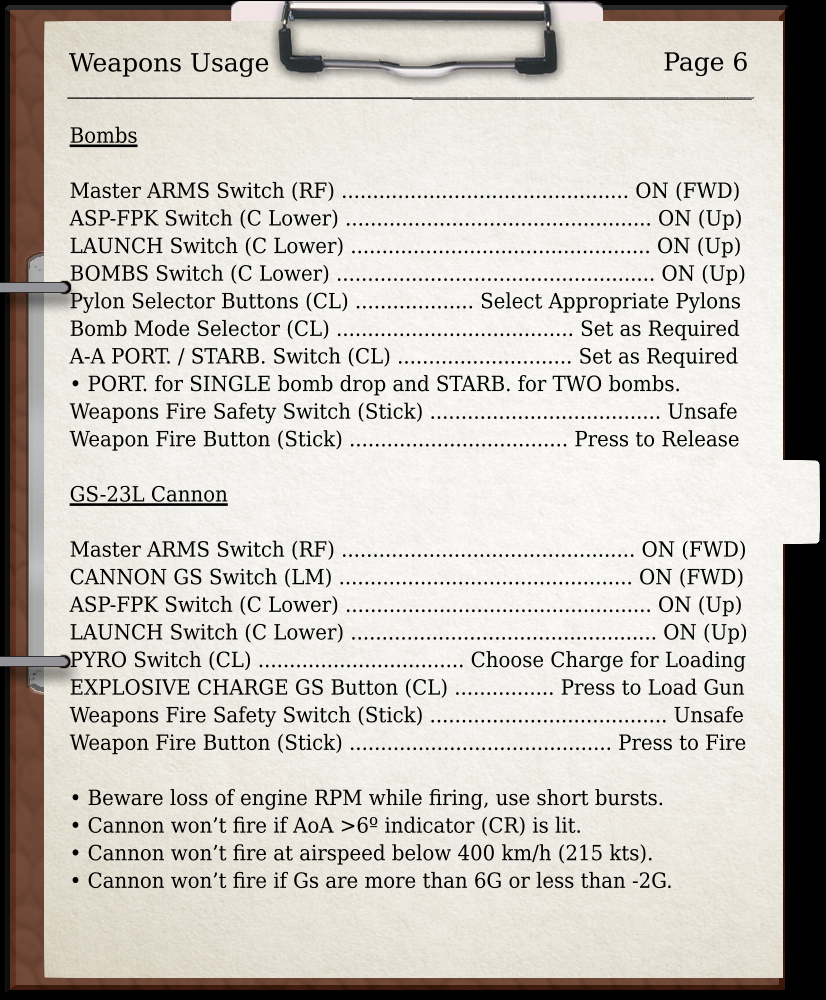 Weapons Usage Page 6
Bombs
Master ARMS Switch (RF) .............................................. ON (FWD)
ASP-FPK Switch (C Lower) ................................................. ON (Up)
LAUNCH Switch (C Lower) ................................................. ON (Up)
BOMBS Switch (C Lower) ................................................... ON (Up)
Pylon Selector Buttons (CL) ................... Select Appropriate Pylons
Bomb Mode Selector (CL) ...................................... Set as Required
A-A PORT. / STARB. Switch (CL) ............................ Set as Required
• PORT. for SINGLE bomb drop and STARB. for TWO bombs.
Weapons Fire Safety Switch (Stick) ..................................... Unsafe
Weapon Fire Button (Stick) ................................... Press to Release
GS-23L Cannon
Master ARMS Switch (RF) ............................................... ON (FWD)
CANNON GS Switch (LM) ............................................... ON (FWD)
ASP-FPK Switch (C Lower) ................................................. ON (Up)
LAUNCH Switch (C Lower) .................................................. ON (Up)
PYRO Switch (CL) ................................. Choose Charge for Loading
EXPLOSIVE CHARGE GS Button (CL) ................ Press to Load Gun
Weapons Fire Safety Switch (Stick) ...................................... Unsafe
Weapon Fire Button (Stick) .......................................... Press to Fire
• Beware loss of engine RPM while firing, use short bursts.
• Cannon won’t fire if AoA >6º indicator (CR) is lit.
• Cannon won’t fire at airspeed below 400 km/h (215 kts).
• Cannon won’t fire if Gs are more than 6G or less than -2G.